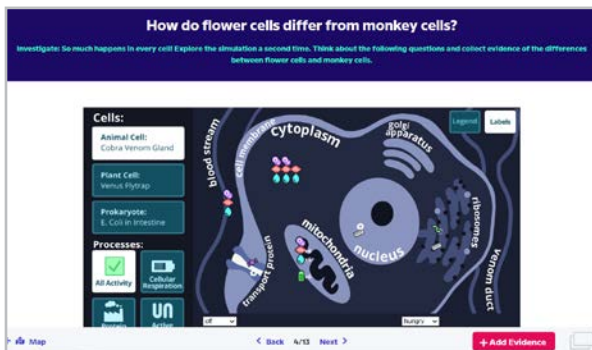 How do flower cells differ from monkey cells?
Investigate: So much happens in every cell! Explore the simulation a second time. Think about the following questions and collect evidence of the differences
between flower cells and monkey cells.
Cells:
Animal Cell:
Cobra Venom Gland
Plant Cell:
Venus Flytrap
Prokaryote:
E. Coli in Intestine
Processes:
All Activity
Cellular
Respiration
Protein
Active
blood stream
cell membrane
cytoplasm
golgi
apparatus
Legend
Labels
ribosomes
nucleus
mitochondria
transport protein
venom duct
off
hungry
Map
Back
4/13
Next
+ Add Evidence